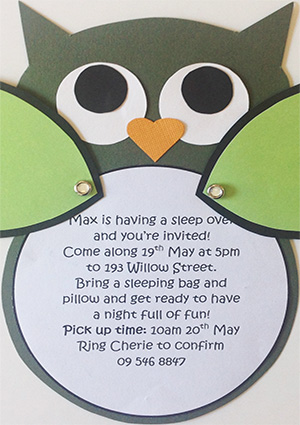 Max is having a sleep over
and you're invited!
Come along 19th May at 5pm
to 193 Willow Street.
Bring a sleeping bag and
pillow and get ready to have
a night full of fun!
Pick up time: 10am 20th May
Ring Cherie to confirm
09 546 8847